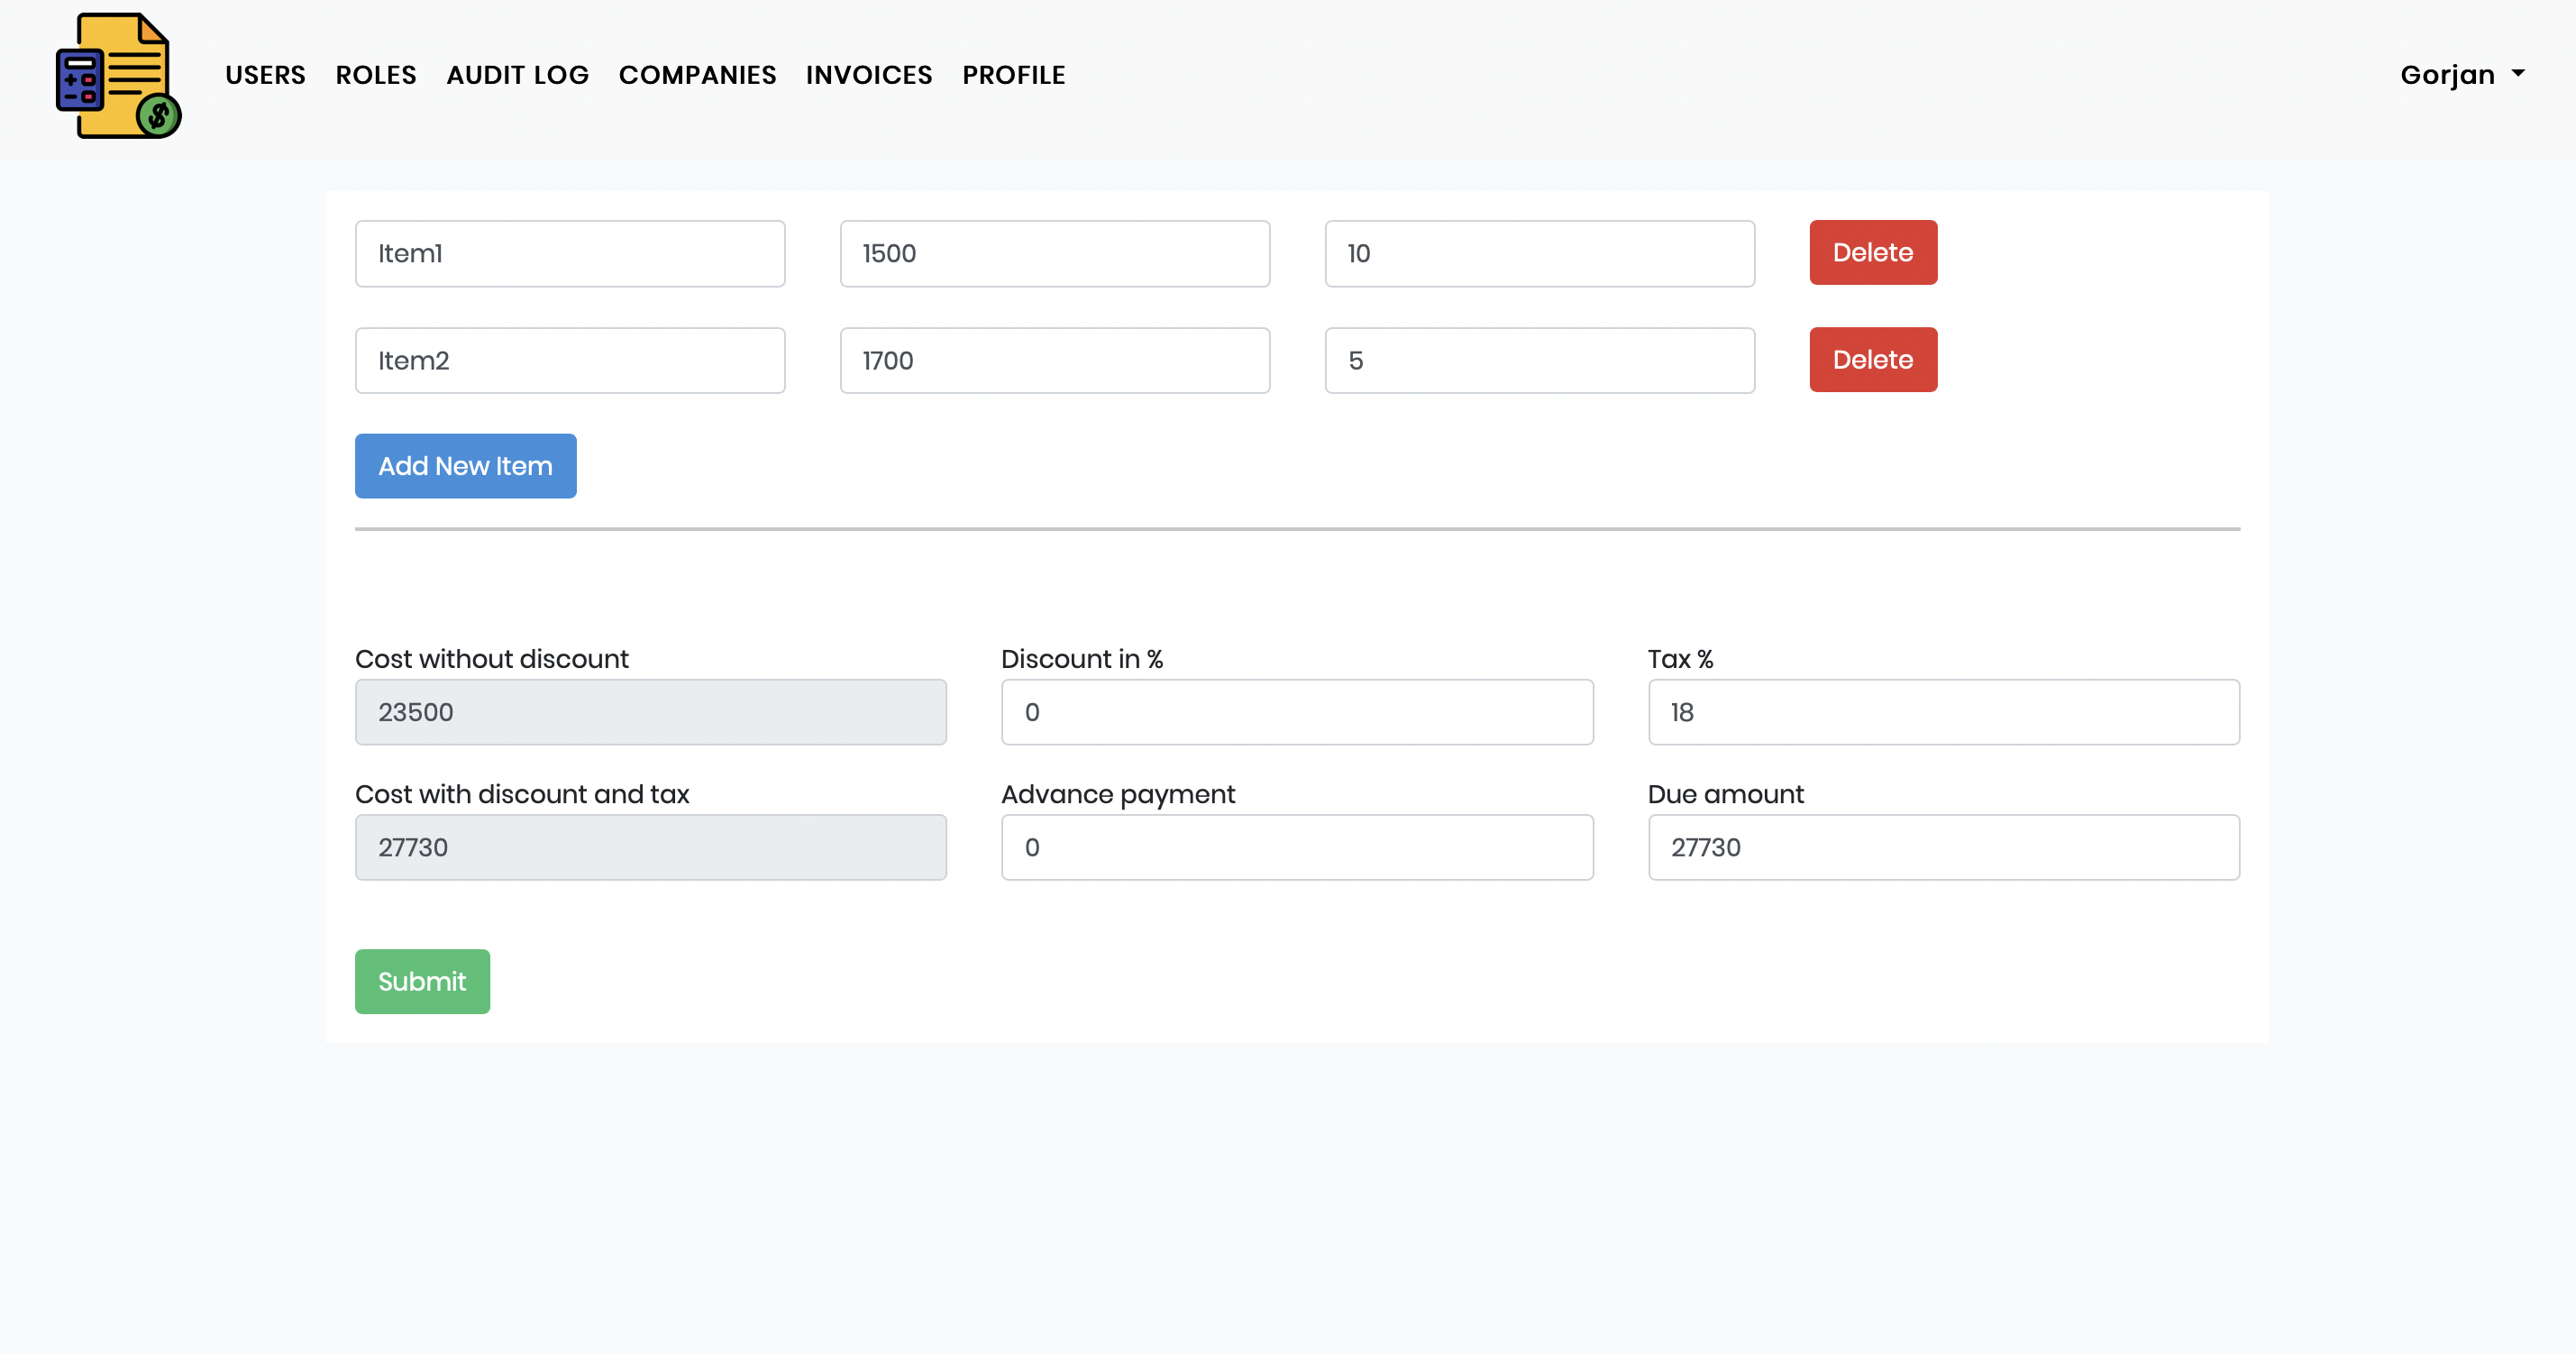 USERS ROLES AUDIT LOG COMPANIES INVOICES PROFILE Gorjan
Item1 1500 10 Delete
Item2 1700 5 Delete
Add New Item
Cost without discount Discount in % Tax %
23500 0 18
Cost with discount and tax Advance payment Due amount
27730 0 27730
Submit